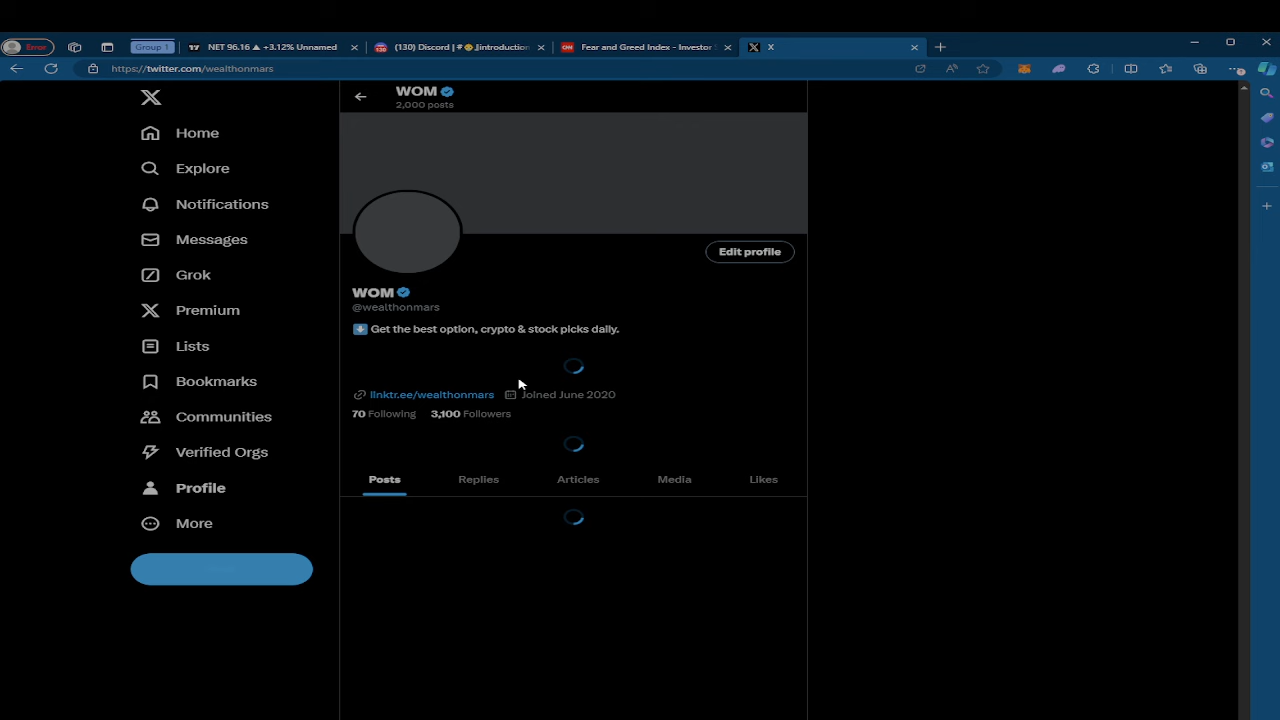 Error
Group 1
NET 96.16 ▲ +3.12% Unnamed
(130) Discord | #
Fear and Greed Index - Investor
X
https://twitter.com/wealthonmars
WOM
2,000 posts
Home
Explore
Notifications
Messages
Grok
Premium
Lists
Bookmarks
Communities
Verified Orgs
Profile
More
Edit profile
WOM
@wealthonmars
Get the best option, crypto & stock picks daily.
linktr.ee/wealthonmars Joined June 2020
70 Following 3,100 Followers
Posts Replies Articles Media Likes